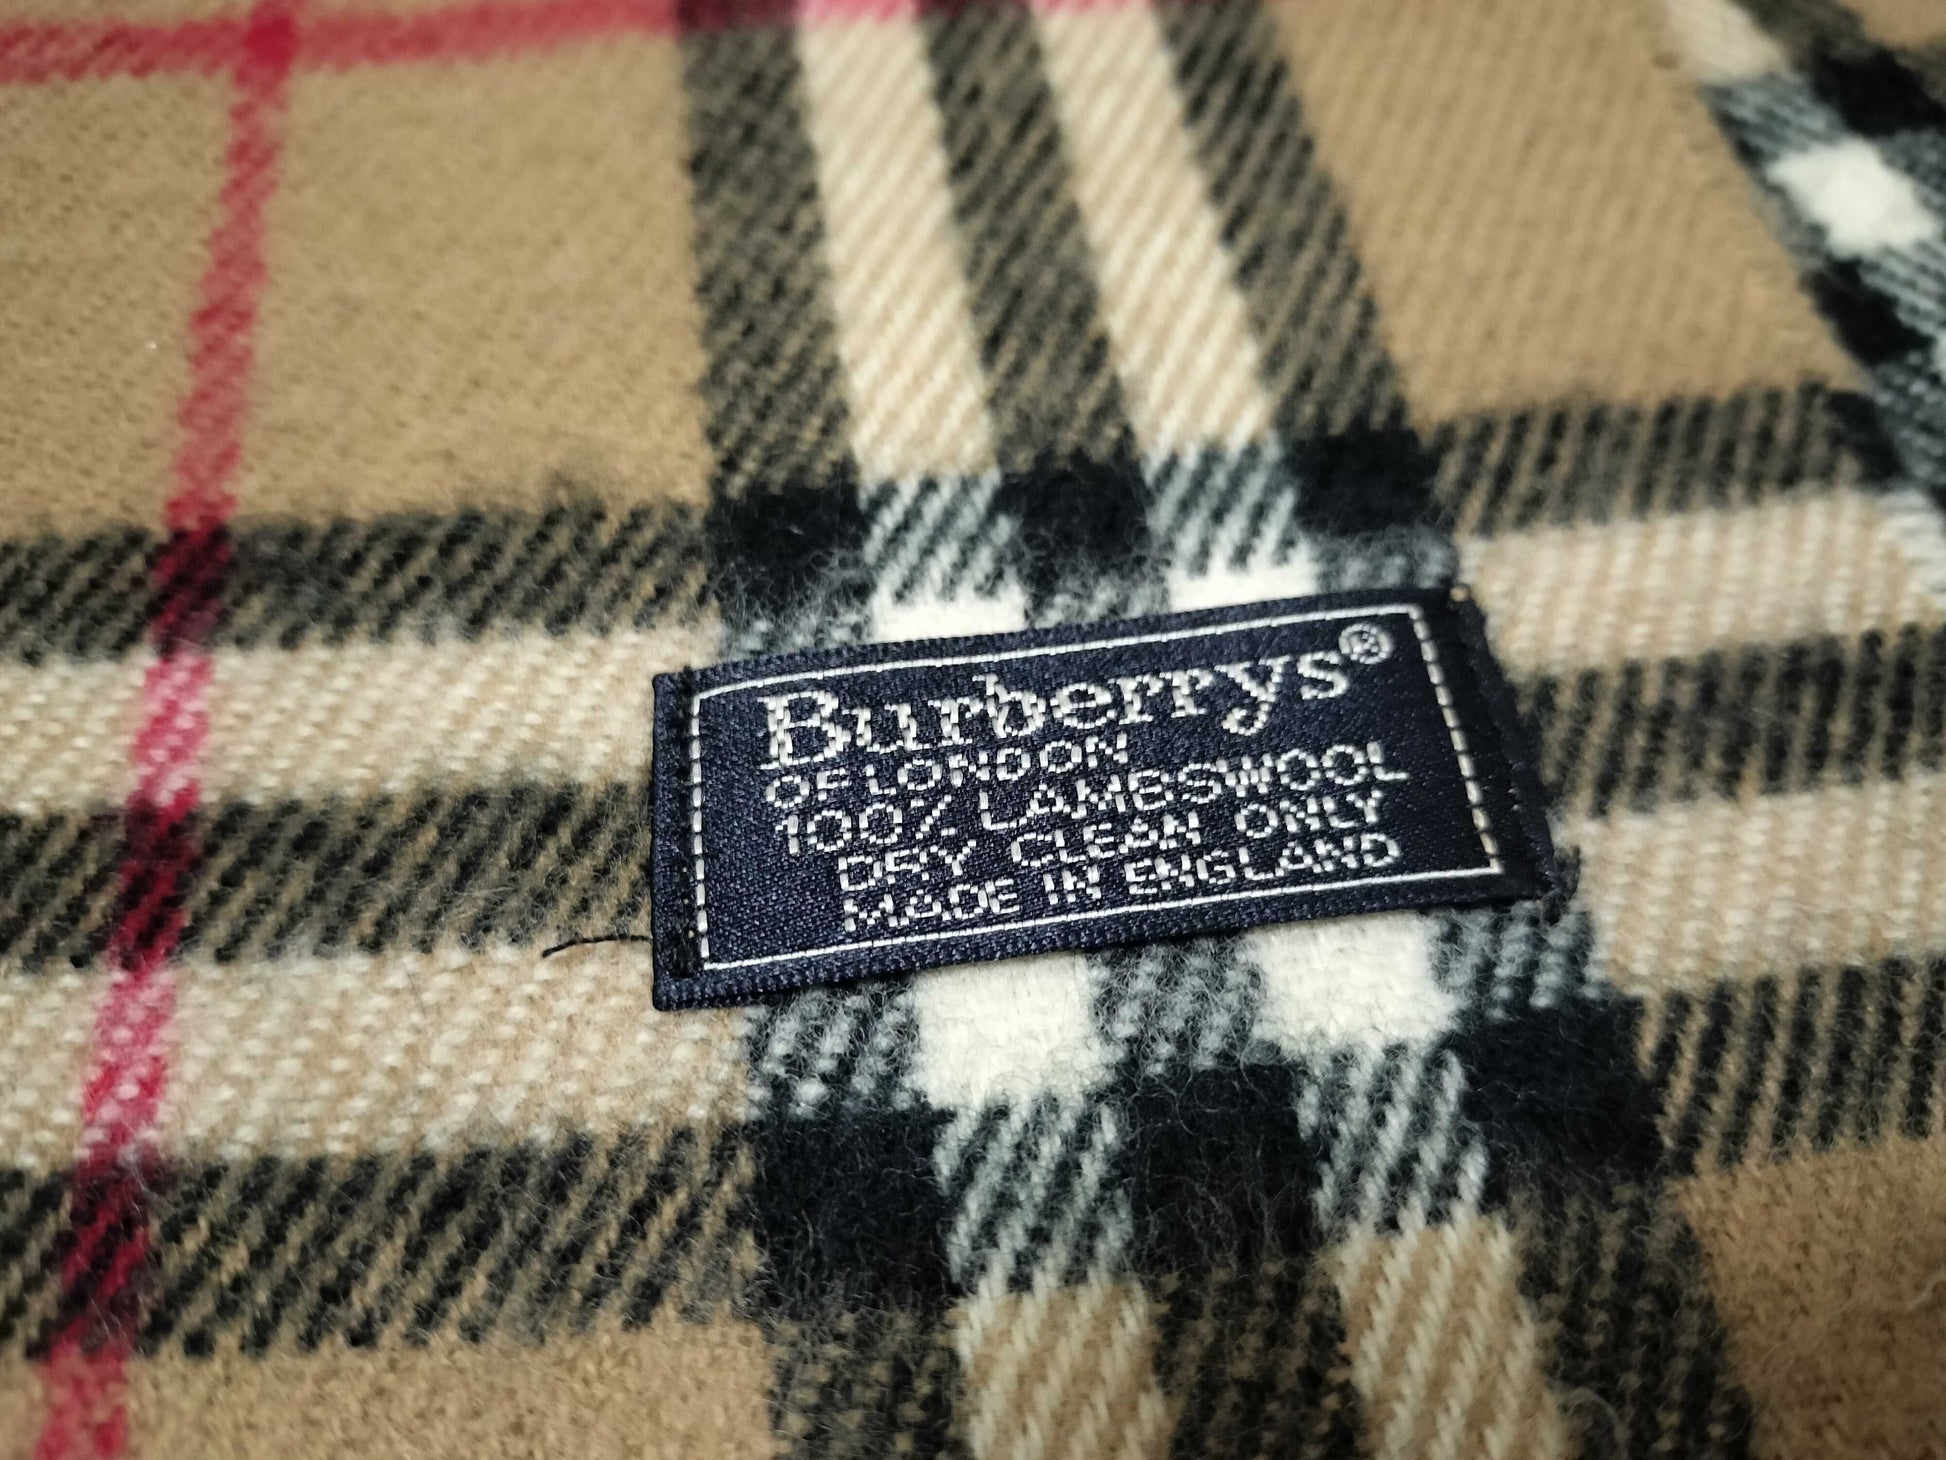 Burberrys®
OF LONDON
100% LAMBSWOOL
DRY CLEAN ONLY
MADE IN ENGLAND